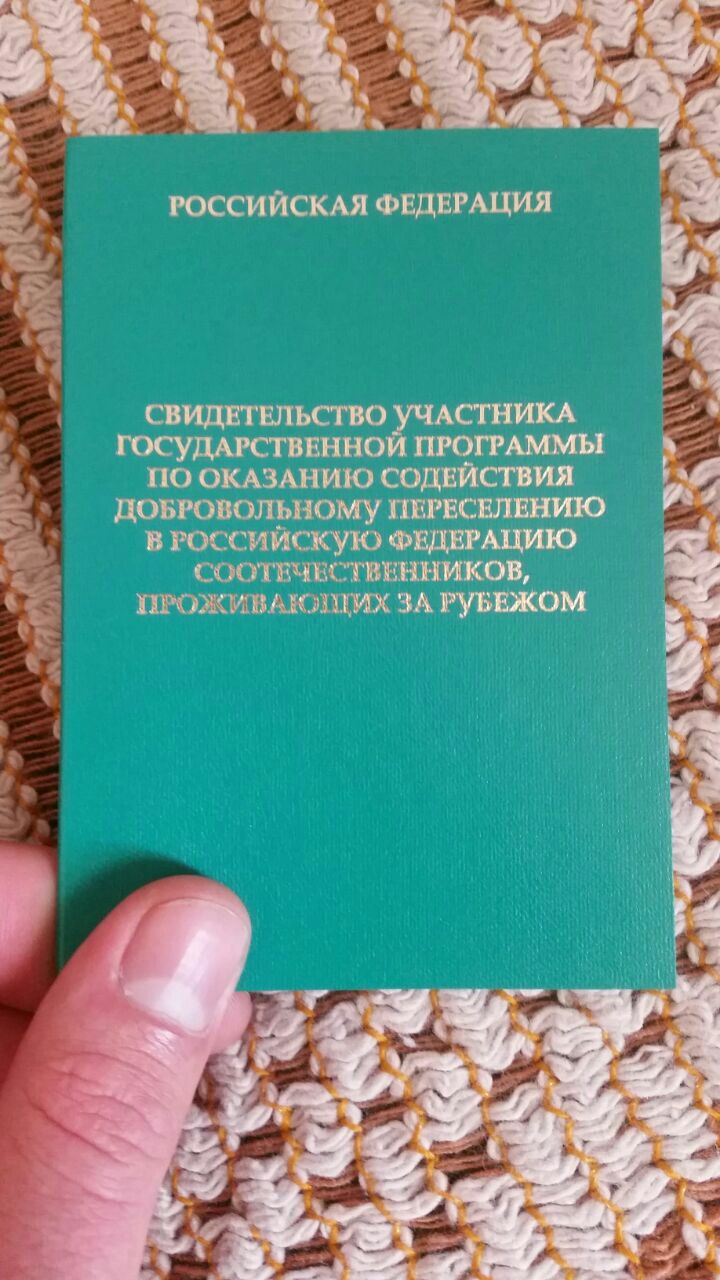 РОССИЙСКАЯ ФЕДЕРАЦИЯ
СВИДЕТЕЛЬСТВО УЧАСТНИКА
ГОСУДАРСТВЕННОЙ ПРОГРАММЫ
ПО ОКАЗАНИЮ СОДЕЙСТВИЯ
ДОБРОВОЛЬНОМУ ПЕРЕСЕЛЕНИЮ
В РОССИЙСКУЮ ФЕДЕРАЦИЮ
СООТЕЧЕСТВЕННИКОВ,
ПРОЖИВАЮЩИХ ЗА РУБЕЖОМ